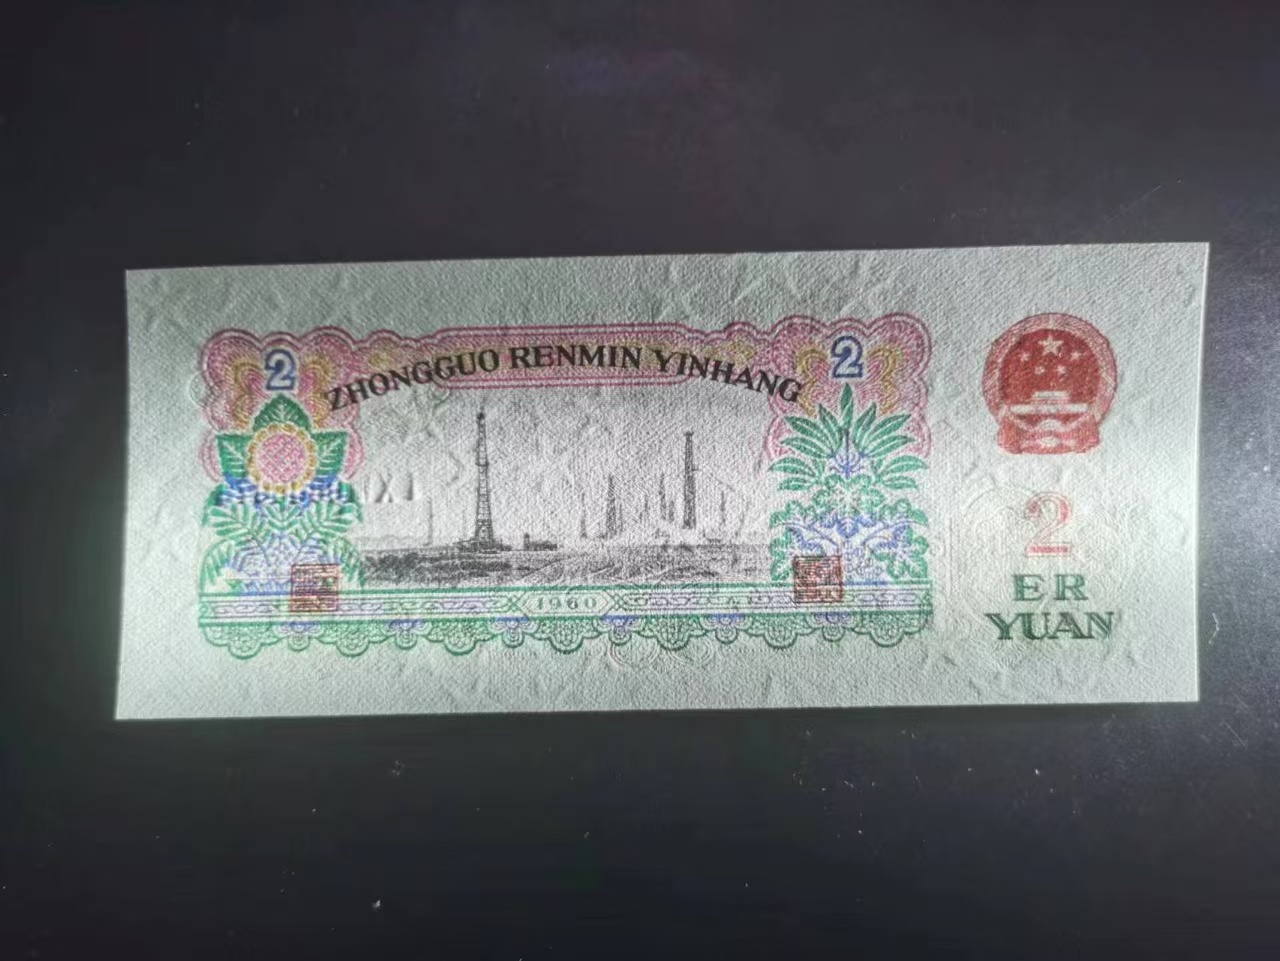 2
2
ZHONGGUO RENMIN YINHANG
1960
2
ER
YUAN